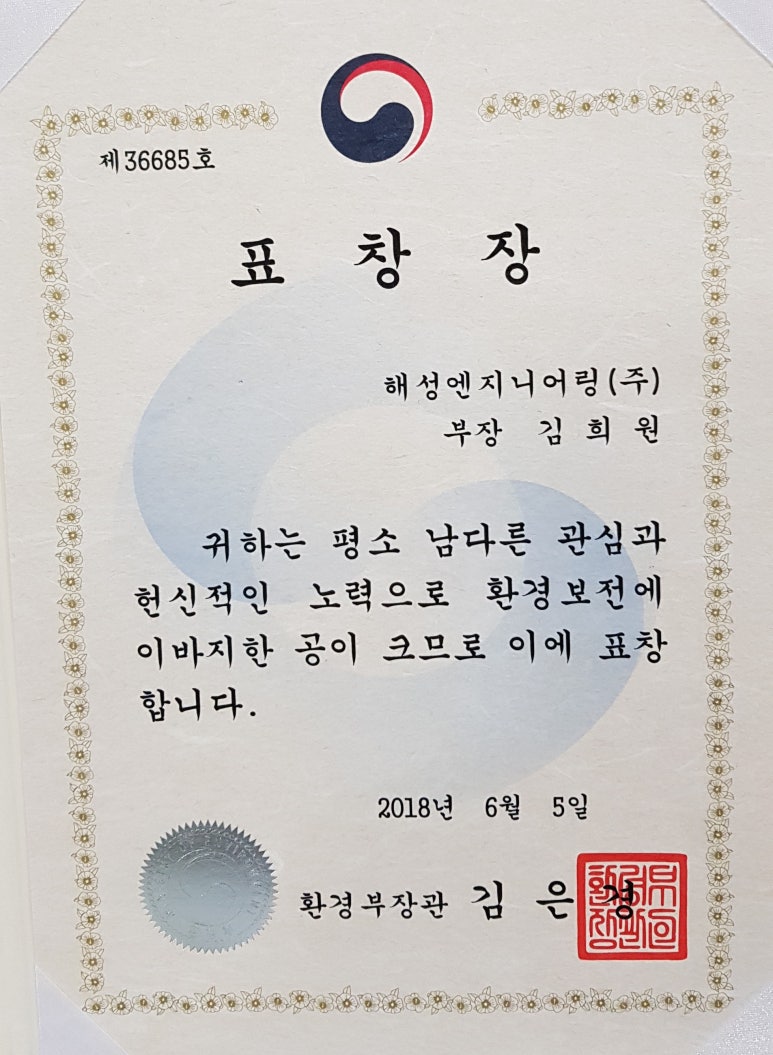 제36685호
표 창 장
해성엔지니어링(주)
부장 김 희 원
귀하는 평소 남다른 관심과
헌신적인 노력으로 환경보전에
이바지한 공이 크므로 이에 표창
합니다.
2018년 6월 5일
환경부장관 김 은 경